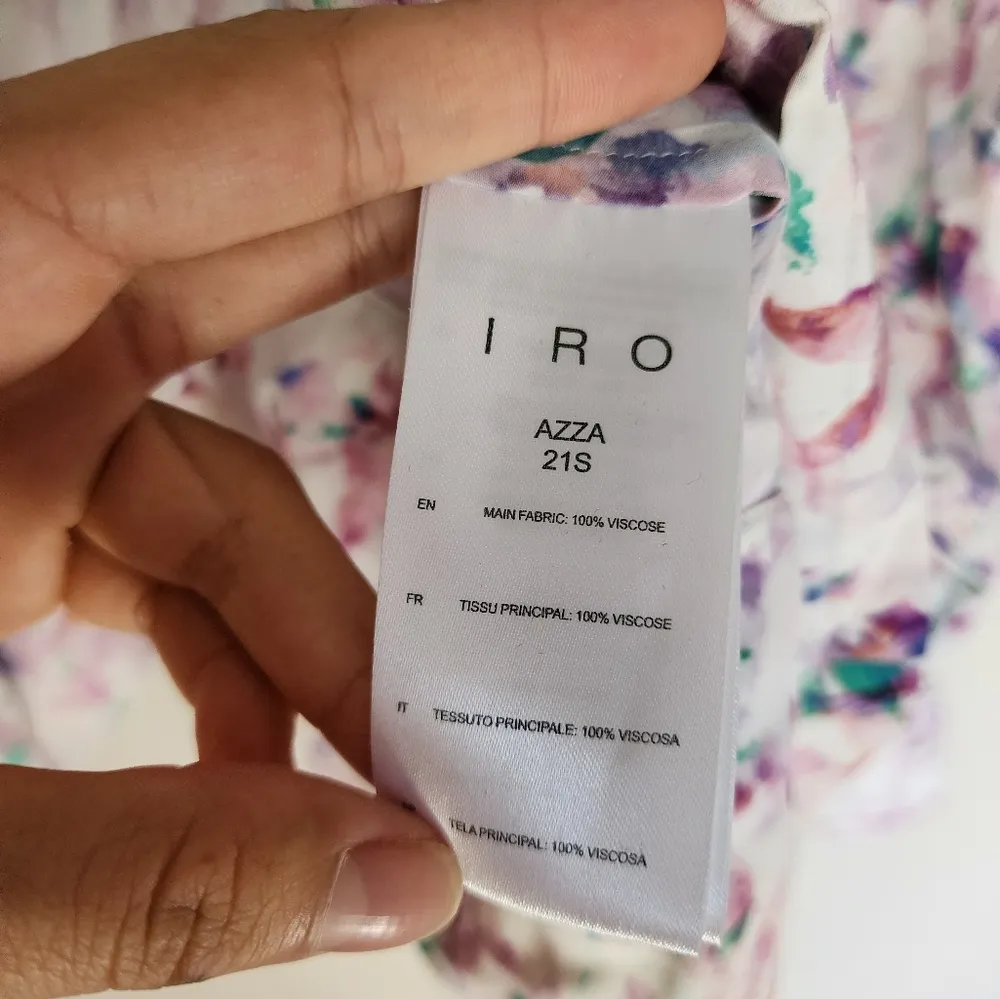 I R O
AZZA
21S
EN MAIN FABRIC: 100% VISCOSE
FR TISSU PRINCIPAL: 100% VISCOSE
IT TESSUTO PRINCIPALE: 100% VISCOSA
TELA PRINCIPAL: 100% VISCOSA